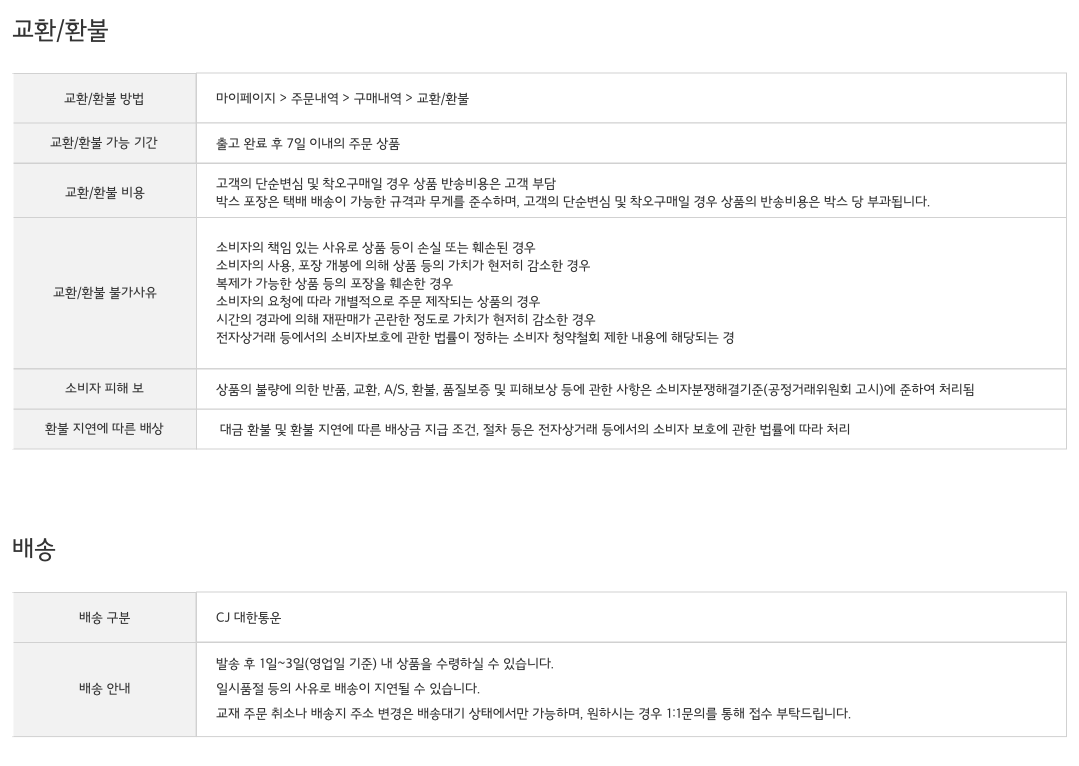 교환/환불
교환/환불 방법
마이페이지 > 주문내역 > 구매내역 > 교환/환불
교환/환불 가능 기간
출고 완료 후 7일 이내의 주문 상품
교환/환불 비용
고객의 단순변심 및 착오구매일 경우 상품 반송비용은 고객 부담
박스 포장은 택배 배송이 가능한 규격과 무게를 준수하며, 고객의 단순변심 및 착오구매일 경우 상품의 반송비용은 박스 당 부과됩니다.
교환/환불 불가사유
소비자의 책임 있는 사유로 상품 등이 손실 또는 훼손된 경우
소비자의 사용, 포장 개봉에 의해 상품 등의 가치가 현저히 감소한 경우
복제가 가능한 상품 등의 포장을 훼손한 경우
소비자의 요청에 따라 개별적으로 주문 제작되는 상품의 경우
시간의 경과에 의해 재판매가 곤란한 정도로 가치가 현저히 감소한 경우
전자상거래 등에서의 소비자보호에 관한 법률이 정하는 소비자 청약철회 제한 내용에 해당되는 경
소비자 피해 보
상품의 불량에 의한 반품, 교환, A/S, 환불, 품질보증 및 피해보상 등에 관한 사항은 소비자분쟁해결기준(공정거래위원회 고시)에 준하여 처리됨
환불 지연에 따른 배상
대금 환불 및 환불 지연에 따른 배상금 지급 조건, 절차 등은 전자상거래 등에서의 소비자 보호에 관한 법률에 따라 처리
배송
배송 구분
CJ 대한통운
배송 안내
발송 후 1일~3일(영업일 기준) 내 상품을 수령하실 수 있습니다.
일시품절 등의 사유로 배송이 지연될 수 있습니다.
교재 주문 취소나 배송지 주소 변경은 배송대기 상태에서만 가능하며, 원하시는 경우 1:1문의를 통해 접수 부탁드립니다.